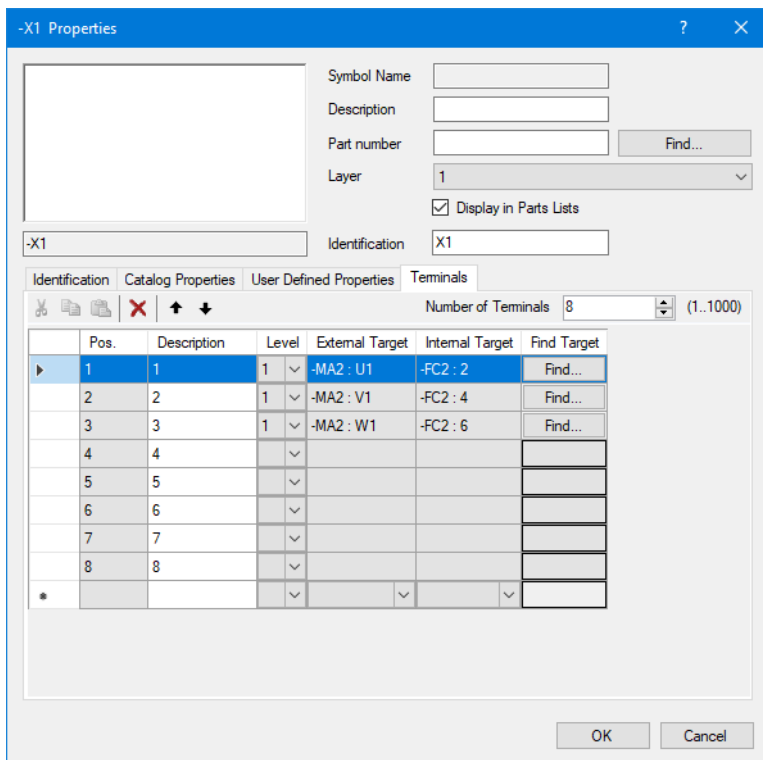 -X1 Properties ?
Symbol Name
Description
Part number Find...
Layer 1
Display in Parts Lists
-X1 Identification X1
Identification Catalog Properties User Defined Properties Terminals
Number of Terminals 8 (1..1000)
Pos. Description Level External Target Internal Target Find Target
1 1 1 -MA2 : U1 -FC2 : 2 Find...
2 2 1 -MA2 : V1 -FC2 : 4 Find...
3 3 1 -MA2 : W1 -FC2 : 6 Find...
4 4
5 5
6 6
7 7
8 8
*
OK Cancel